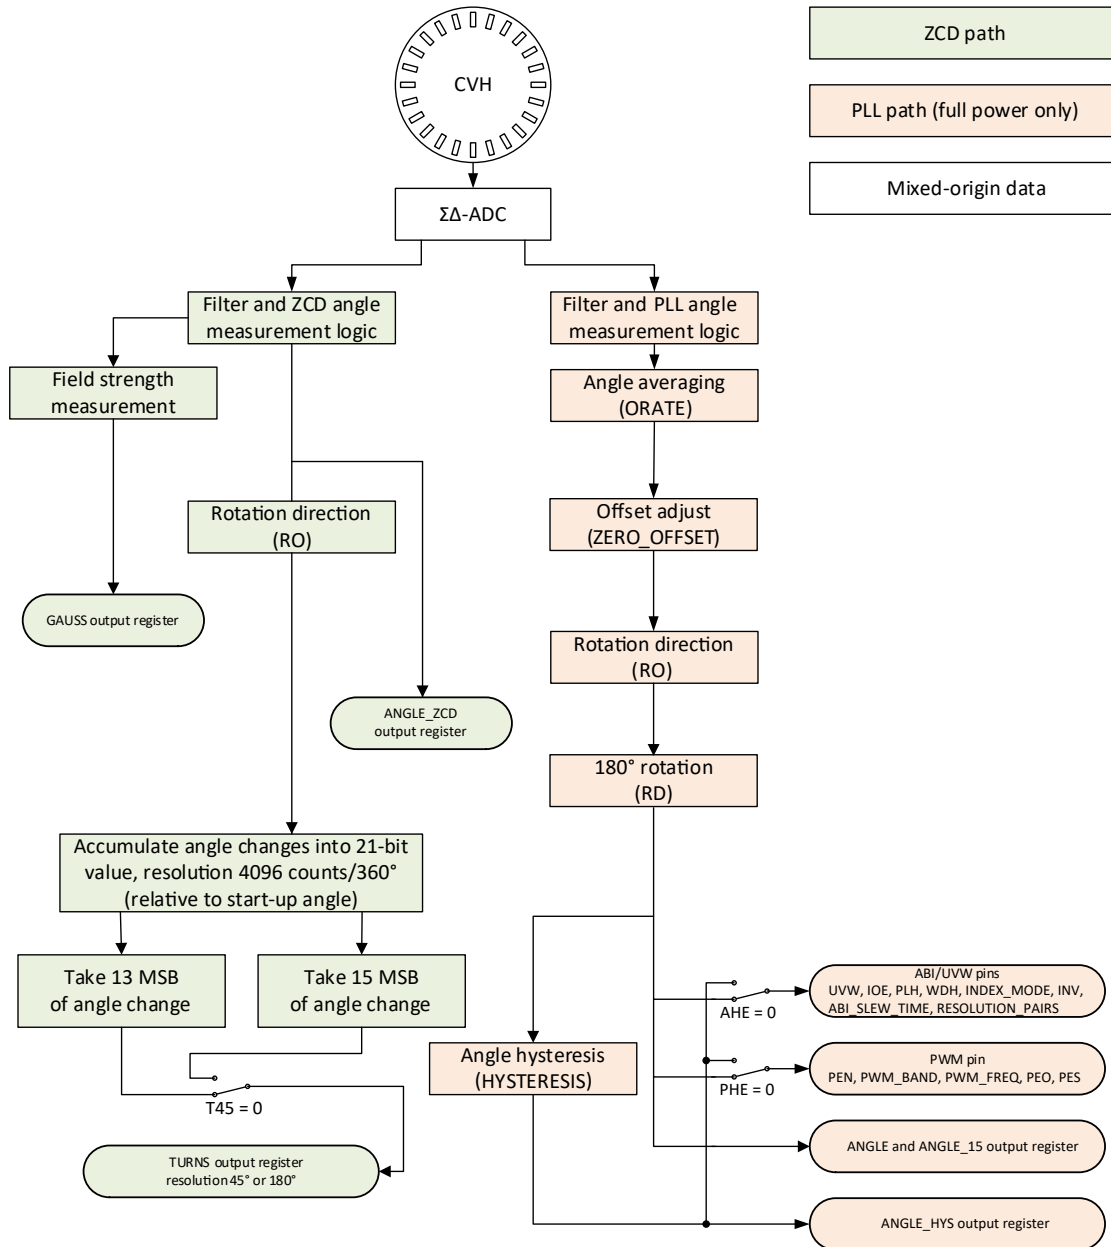 CVH
ZCD path
PLL path (full power only)
Mixed-origin data
ΣΔ-ADC
Filter and ZCD angle
measurement logic
Filter and PLL angle
measurement logic
Field strength
measurement
Angle averaging
(ORATE)
Rotation direction
(RO)
Offset adjust
(ZERO_OFFSET)
GAUSS output register
Rotation direction
(RO)
ANGLE_ZCD
output register
180° rotation
(RD)
Accumulate angle changes into 21-bit
value, resolution 4096 counts/360°
(relative to start-up angle)
Take 13 MSB
of angle change
Take 15 MSB
of angle change
T45 = 0
TURNS output register
resolution 45° or 180°
Angle hysteresis
(HYSTERESIS)
AHE = 0
PHE = 0
ABI/UVW pins
UVW, IOE, PLH, WDH, INDEX_MODE, INV,
ABI_SLEW_TIME, RESOLUTION_PAIRS
PWM pin
PEN, PWM_BAND, PWM_FREQ, PEO, PES
ANGLE and ANGLE_15 output register
ANGLE_HYS output register